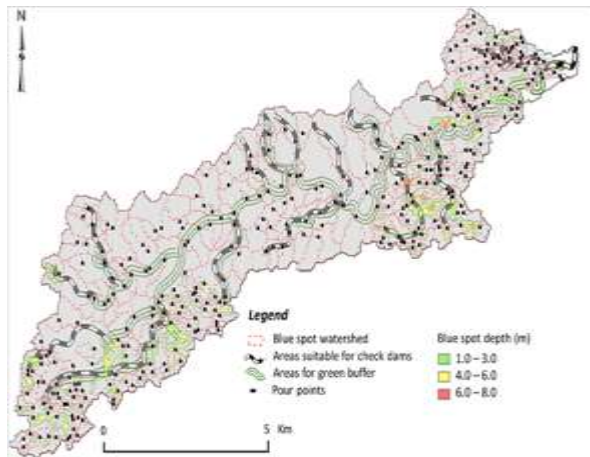 N
Legend
Blue spot watershed
Areas suitable for check dams
Areas for green buffer
Pour points
Blue spot depth (m)
1.0 – 3.0
4.0 – 6.0
6.0 – 8.0
0 5 Km